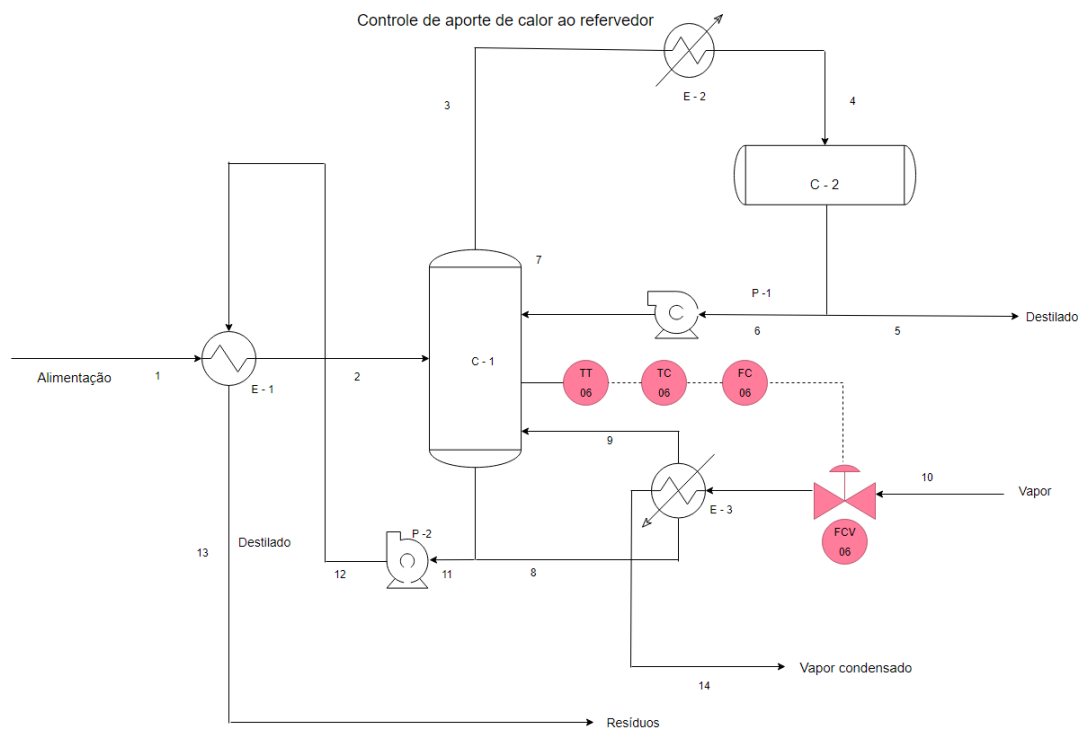 Controle de aporte de calor ao refervedor
E - 2
3
4
C - 2
7
P -1
Destilado
6
5
C - 1
Alimentação
1
E - 1
2
TT
06
TC
06
FC
06
9
10
Vapor
E - 3
FCV
06
P -2
13
Destilado
12
11
8
Vapor condensado
14
Resíduos